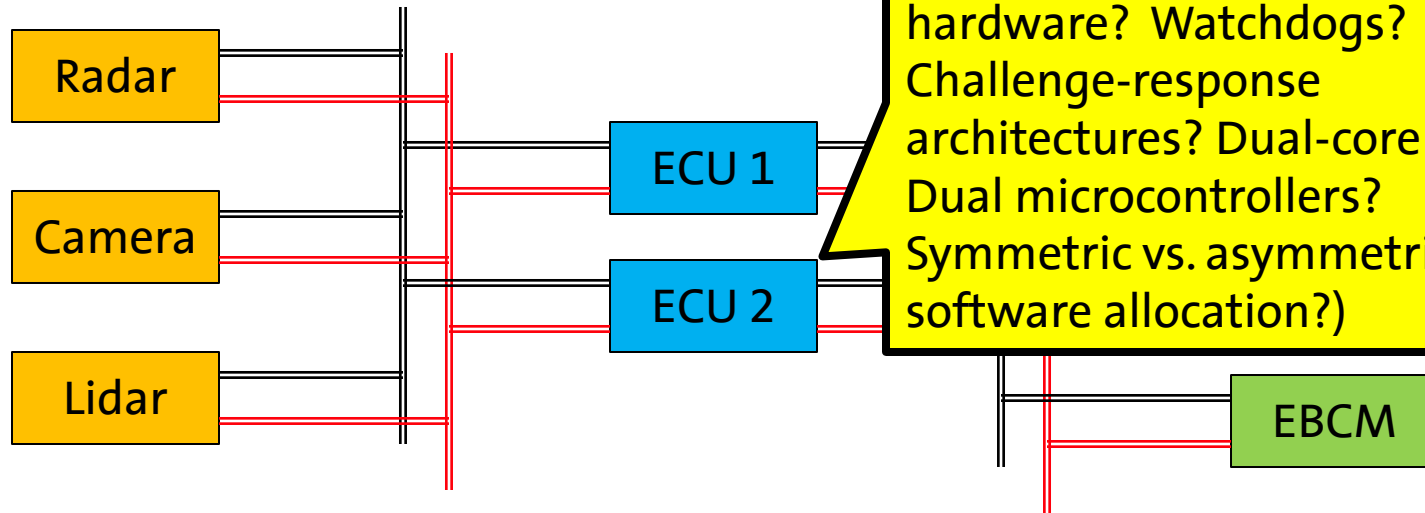 Radar
Camera
Lidar
ECU 1
ECU 2
hardware? Watchdogs?
Challenge-response
architectures? Dual-core
Dual microcontrollers?
Symmetric vs. asymmetri
software allocation?)
EBCM